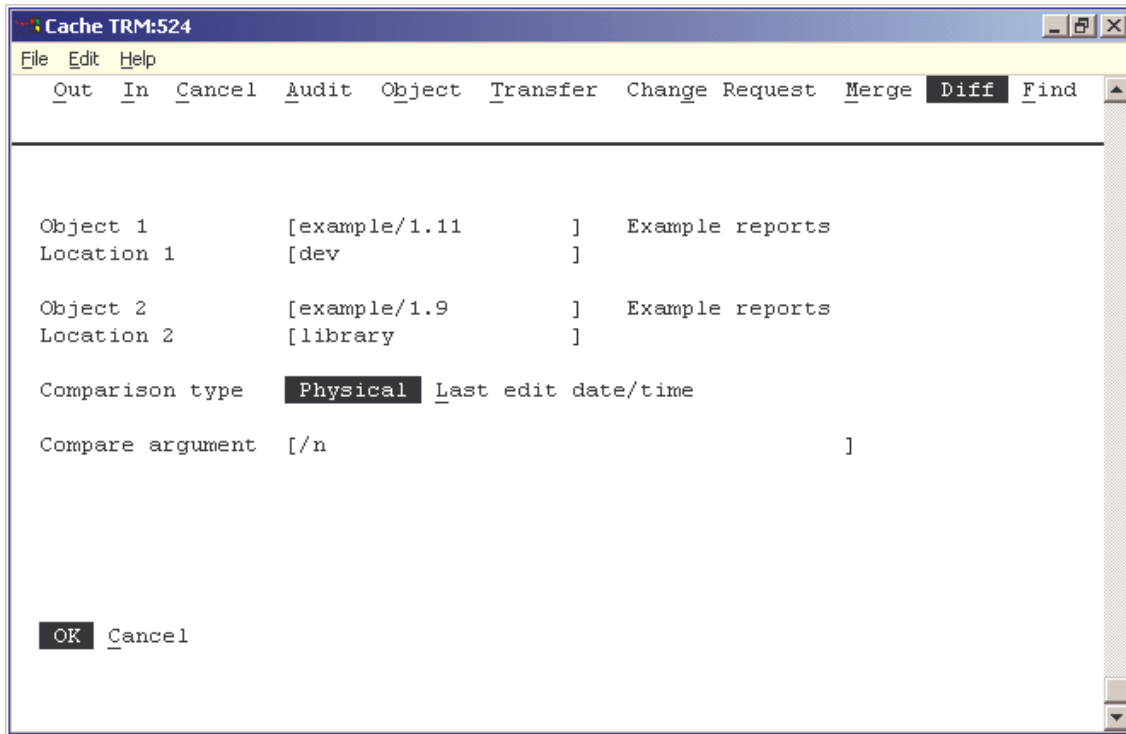 Cache TRM:524
File Edit Help
Out In Cancel Audit Object Transfer Change Request Merge Diff Find
Object 1 [example/1.11 ] Example reports
Location 1 [dev ]
Object 2 [example/1.9 ] Example reports
Location 2 [library ]
Comparison type Physical Last edit date/time
Compare argument [/n ]
OK Cancel